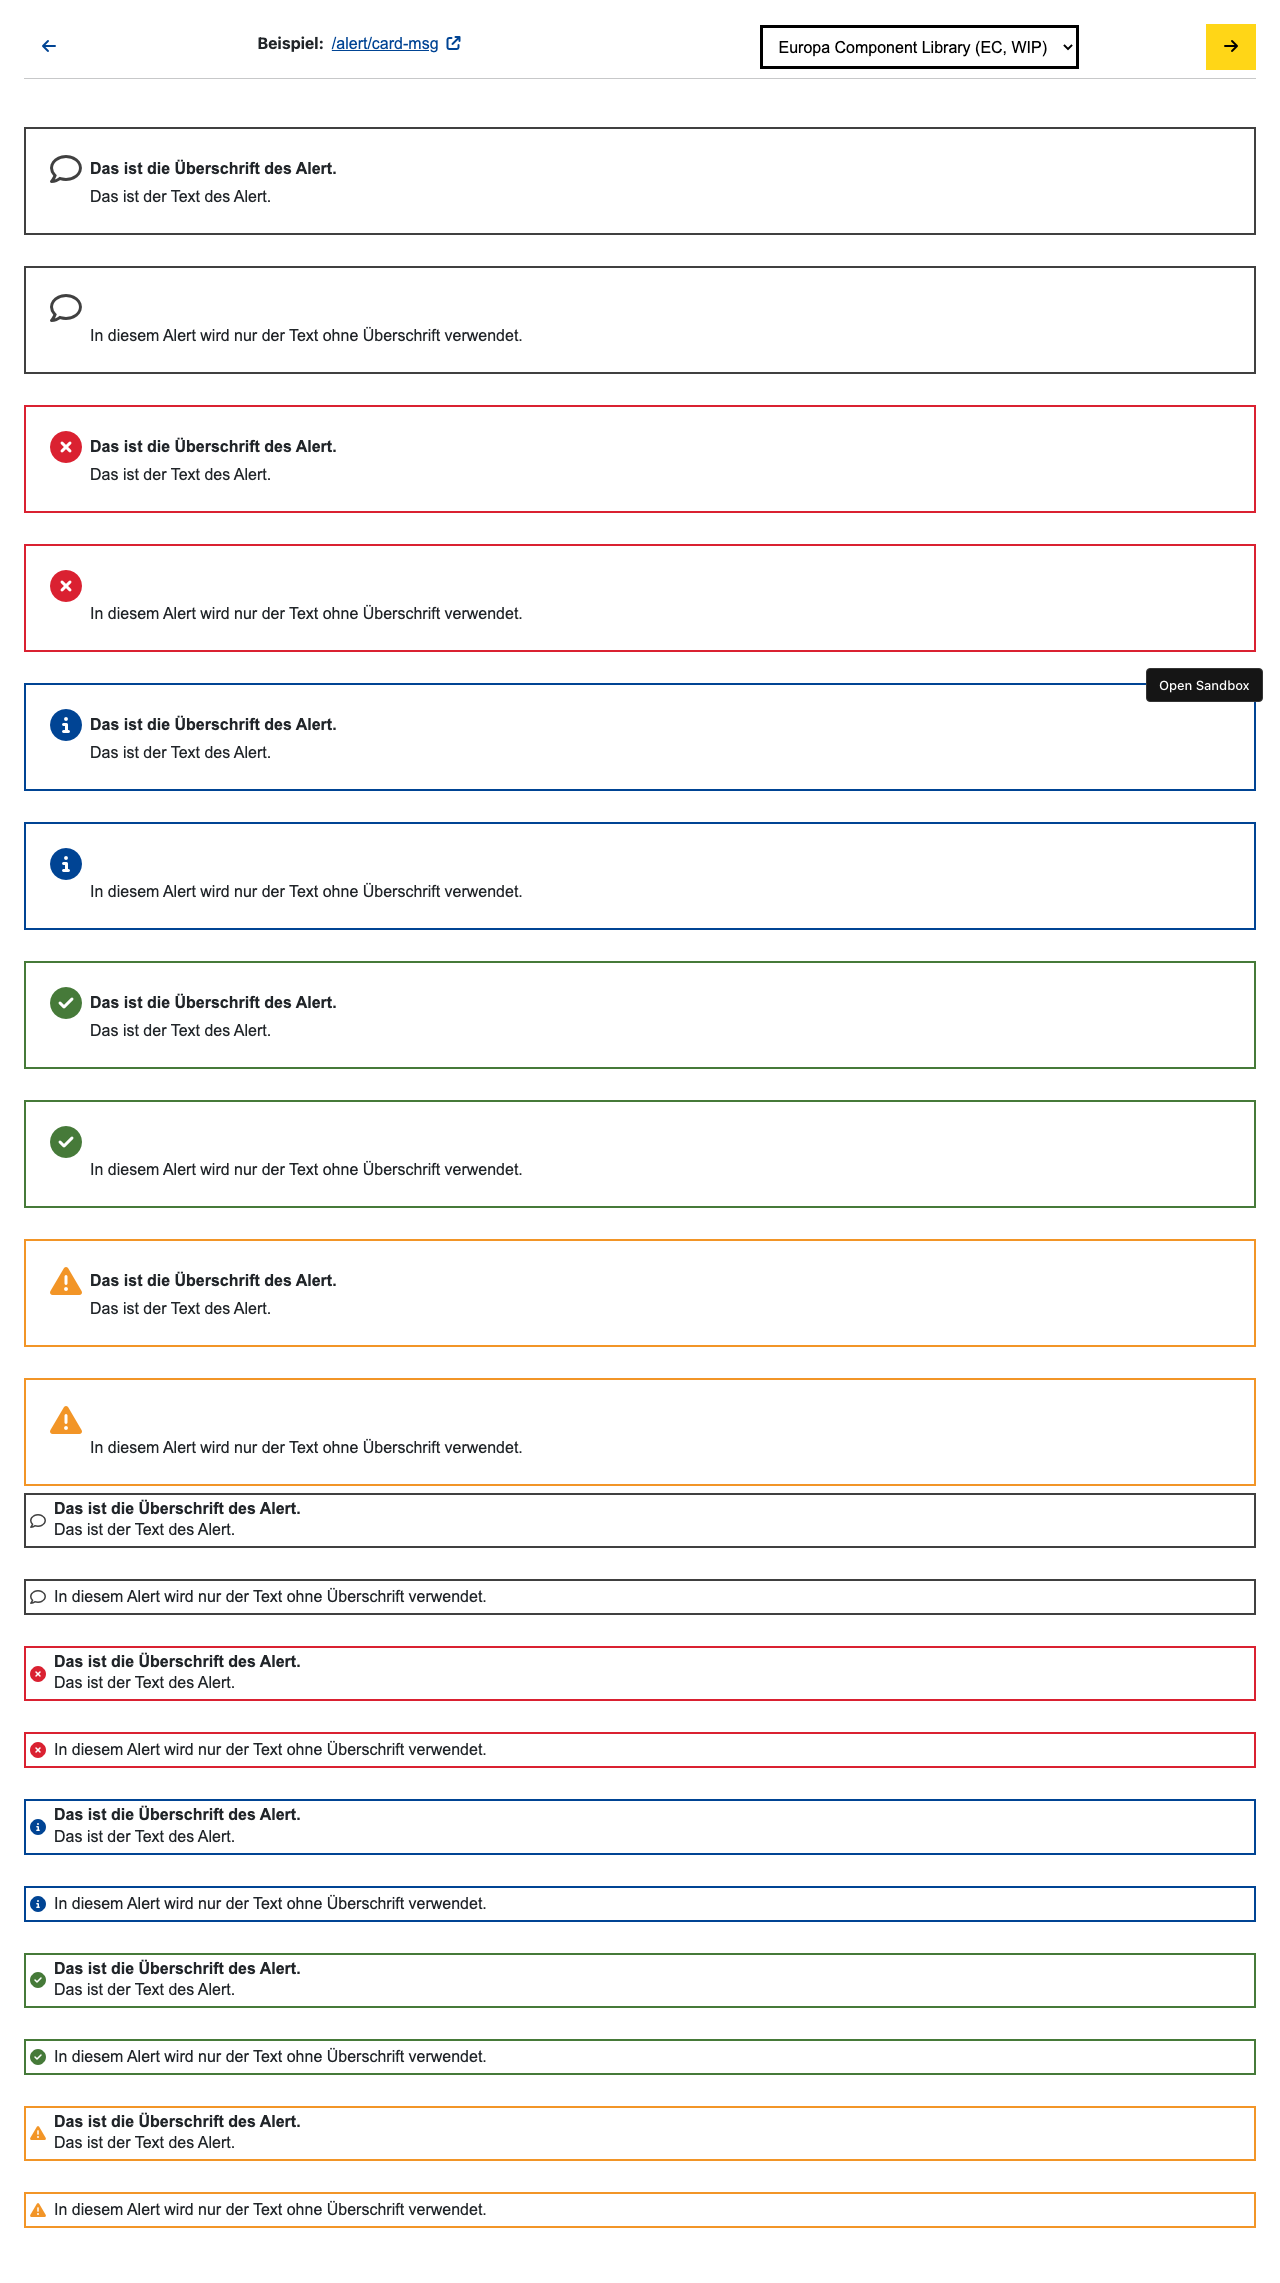 Beispiel: /alert/card-msg
Europa Component Library (EC, WIP)
Das ist die Überschrift des Alert.
Das ist der Text des Alert.
In diesem Alert wird nur der Text ohne Überschrift verwendet.
Das ist die Überschrift des Alert.
Das ist der Text des Alert.
In diesem Alert wird nur der Text ohne Überschrift verwendet.
Open Sandbox
Das ist die Überschrift des Alert.
Das ist der Text des Alert.
In diesem Alert wird nur der Text ohne Überschrift verwendet.
Das ist die Überschrift des Alert.
Das ist der Text des Alert.
In diesem Alert wird nur der Text ohne Überschrift verwendet.
Das ist die Überschrift des Alert.
Das ist der Text des Alert.
In diesem Alert wird nur der Text ohne Überschrift verwendet.
Das ist die Überschrift des Alert.
Das ist der Text des Alert.
In diesem Alert wird nur der Text ohne Überschrift verwendet.
Das ist die Überschrift des Alert.
Das ist der Text des Alert.
In diesem Alert wird nur der Text ohne Überschrift verwendet.
Das ist die Überschrift des Alert.
Das ist der Text des Alert.
In diesem Alert wird nur der Text ohne Überschrift verwendet.
Das ist die Überschrift des Alert.
Das ist der Text des Alert.
In diesem Alert wird nur der Text ohne Überschrift verwendet.
Das ist die Überschrift des Alert.
Das ist der Text des Alert.
In diesem Alert wird nur der Text ohne Überschrift verwendet.